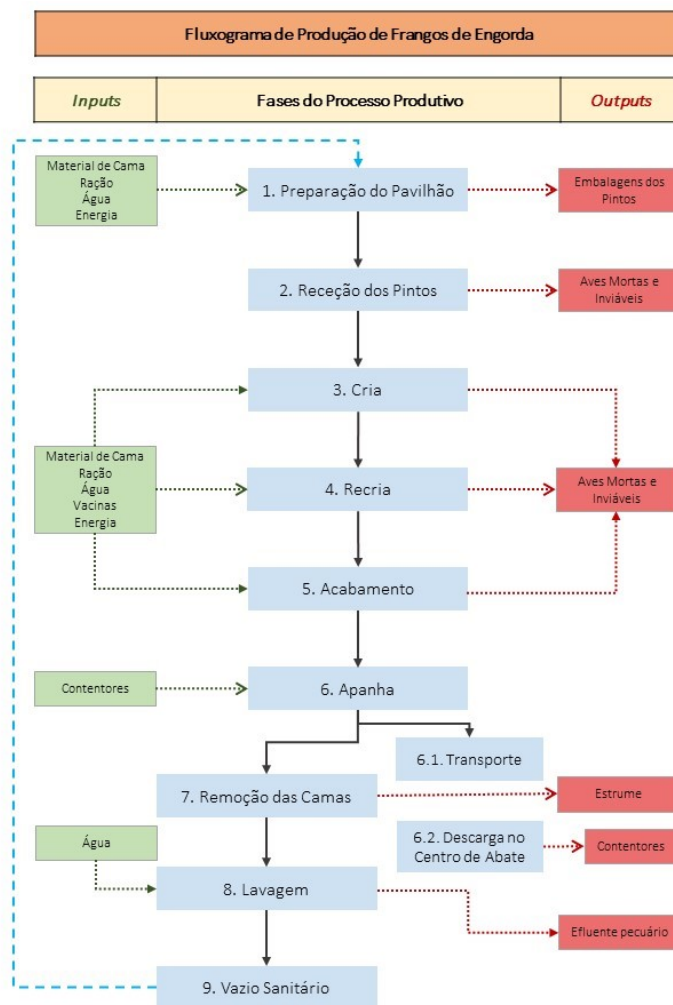 Fluxograma de Produção de Frangos de Engorda
Inputs
Fases do Processo Produtivo
Outputs
Material de Cama
Ração
Água
Energia
1. Preparação do Pavilhão
Embalagens dos
Pintos
2. Receção dos Pintos
Aves Mortas e
Inviáveis
3. Cria
Material de Cama
Ração
Água
Vacinas
Energia
4. Recria
Aves Mortas e
Inviáveis
5. Acabamento
Contentores
6. Apanha
6.1. Transporte
7. Remoção das Camas
Estrume
Água
6.2. Descarga no
Centro de Abate
Contentores
8. Lavagem
Efluente pecuário
9. Vazio Sanitário